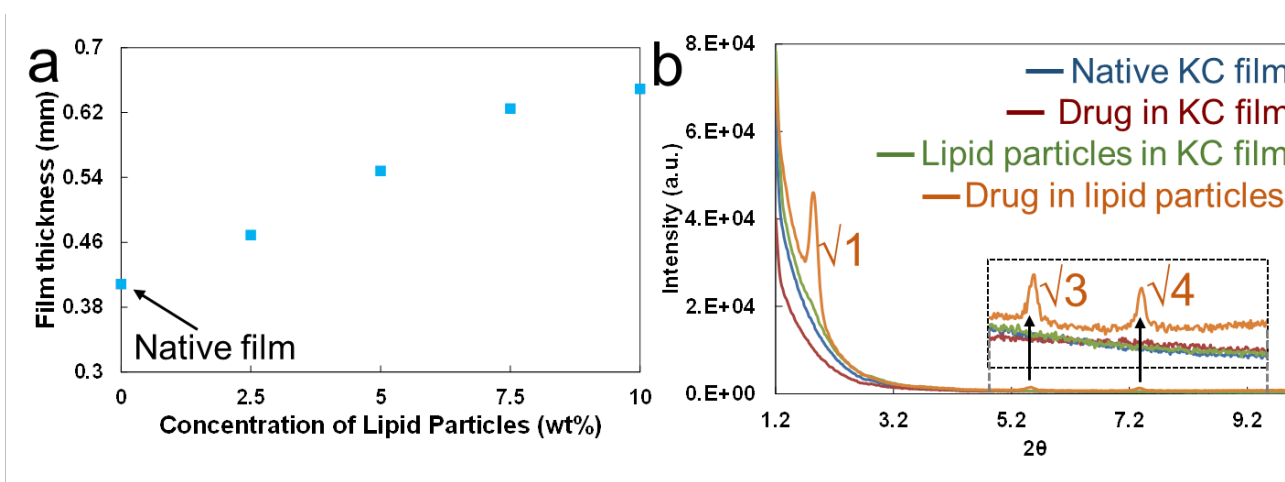 a
0.7
0.62
0.54
0.46
0.38
0.3
Film thickness (mm)
Native film
0
2.5
5
7.5
10
Concentration of Lipid Particles (wt%)
b
8.E+04
6.E+04
4.E+04
2.E+04
0.E+00
Intensity (a.u.)
Native KC film
Drug in KC film
Lipid particles in KC film
Drug in lipid particles
√1
√3
√4
1.2
3.2
5.2
7.2
9.2
2θ